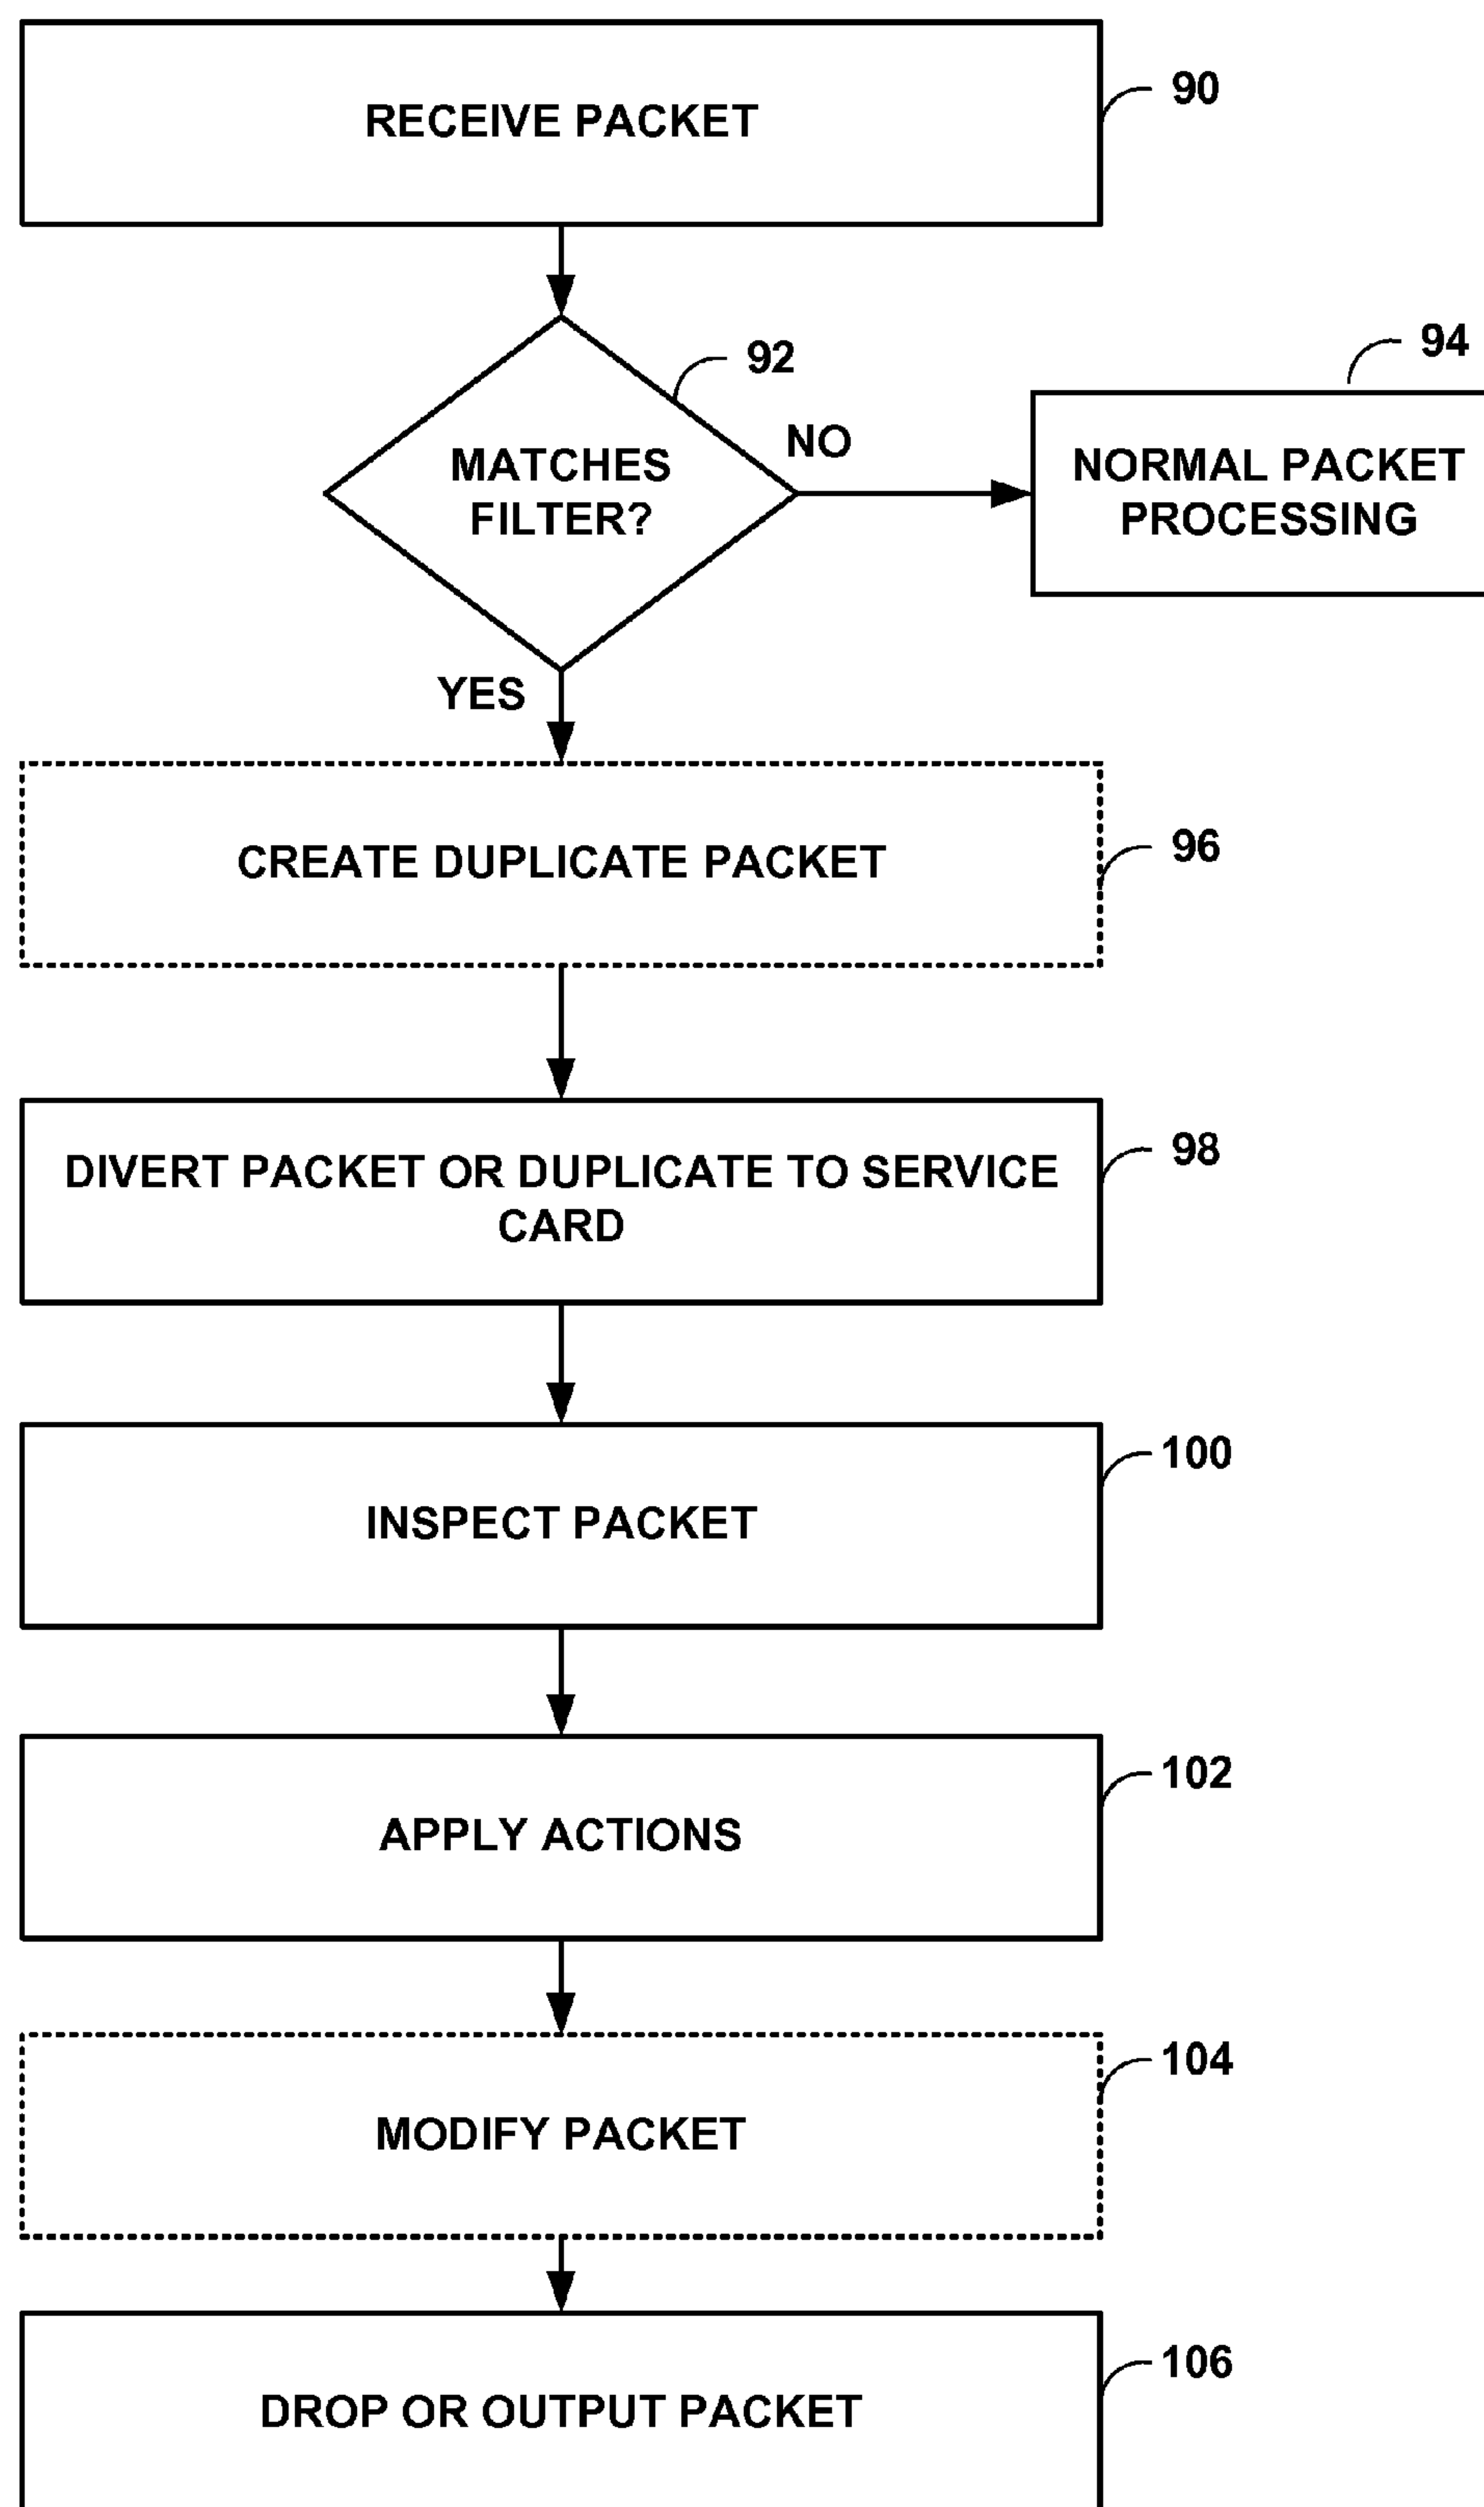 RECEIVE PACKET
90
92
94
MATCHES
FILTER?
NO
NORMAL PACKET
PROCESSING
YES
CREATE DUPLICATE PACKET
96
DIVERT PACKET OR DUPLICATE TO SERVICE
CARD
98
INSPECT PACKET
100
APPLY ACTIONS
102
MODIFY PACKET
104
DROP OR OUTPUT PACKET
106